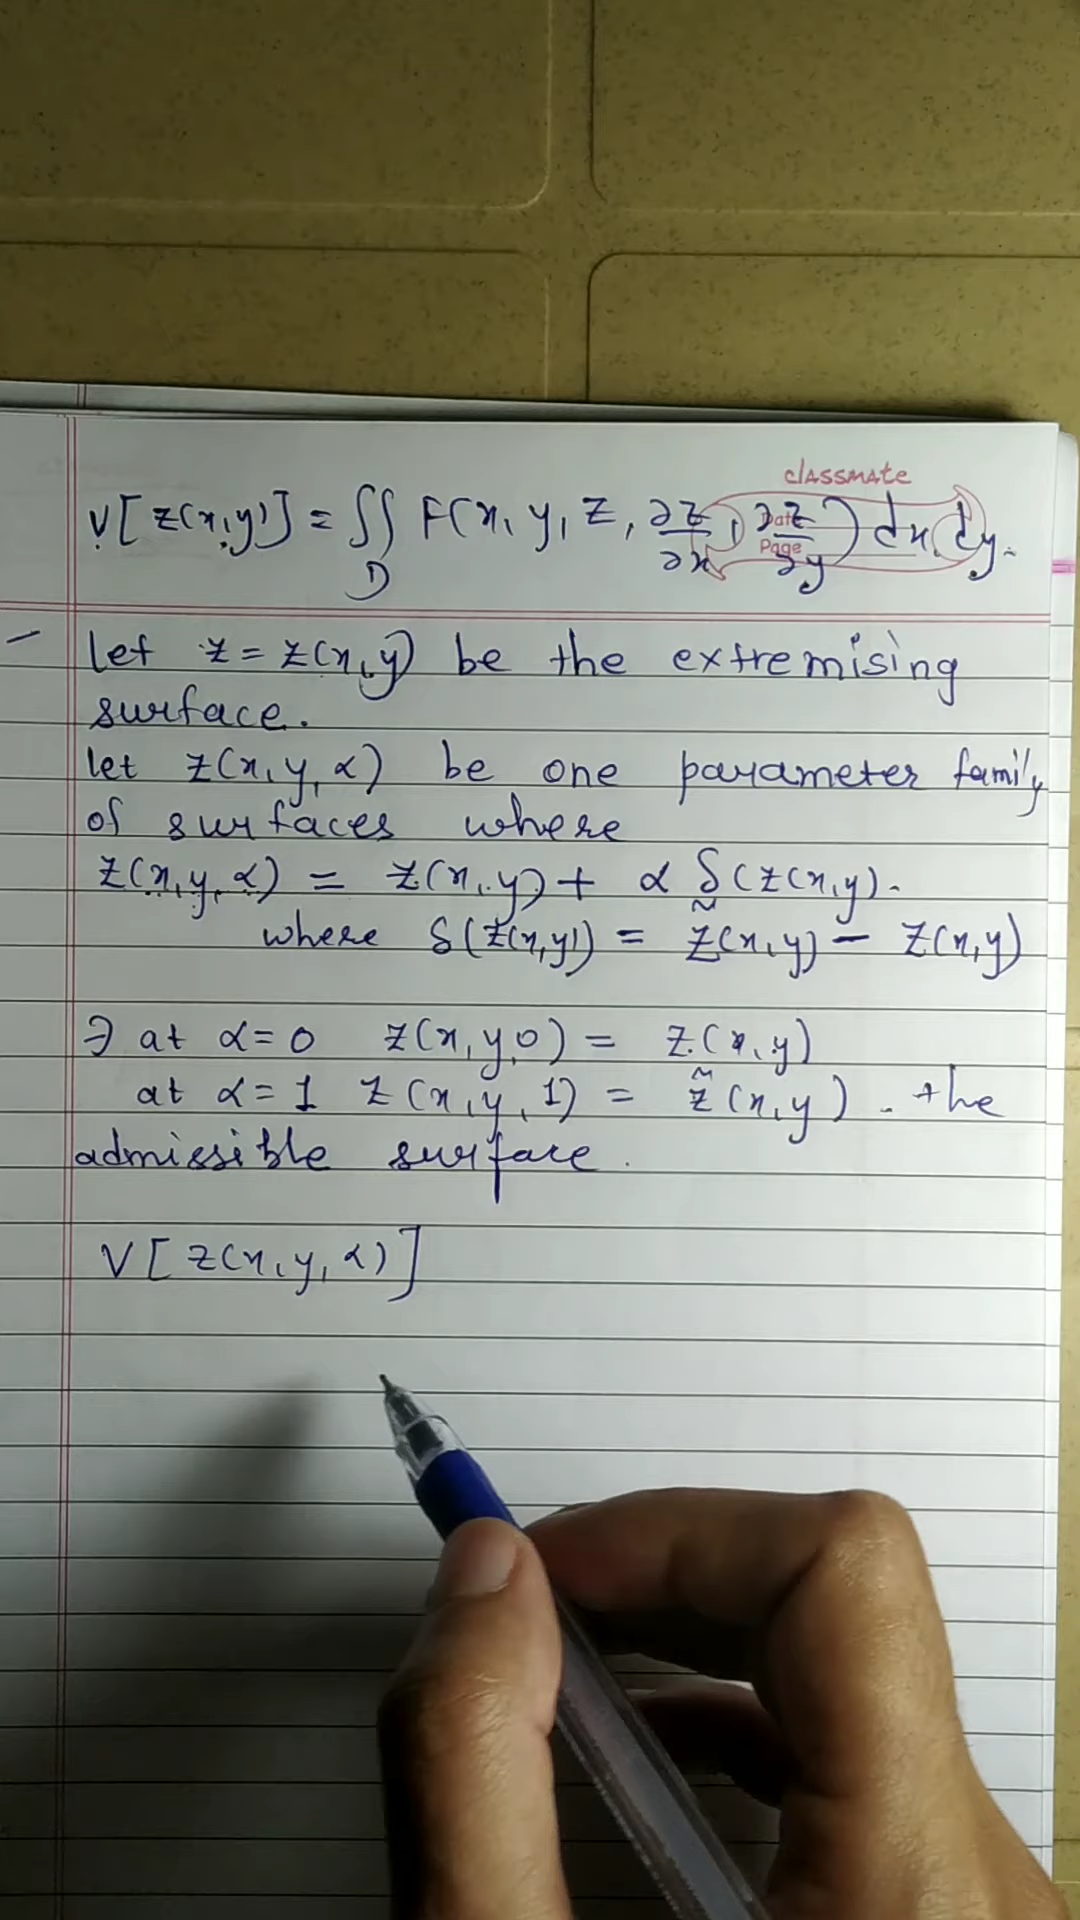 classmate
Date
Page
V[z(x,y)] = ∬_D F(x, y, z, ∂z/∂x, ∂z/∂y) dx dy.
– Let z = z(x,y) be the extremising
surface.
let z(x,y,α) be one parameter family
of surfaces where
z(x,y,α) = z(x,y) + α δ(z(x,y).
where δ(z(x,y)) = z̃(x,y) – z(x,y)
∋ at α=0 z(x,y,0) = z(x,y)
at α=1 z(x,y,1) = z̃(x,y). the
admissible surface.
V[z(x,y,α)]